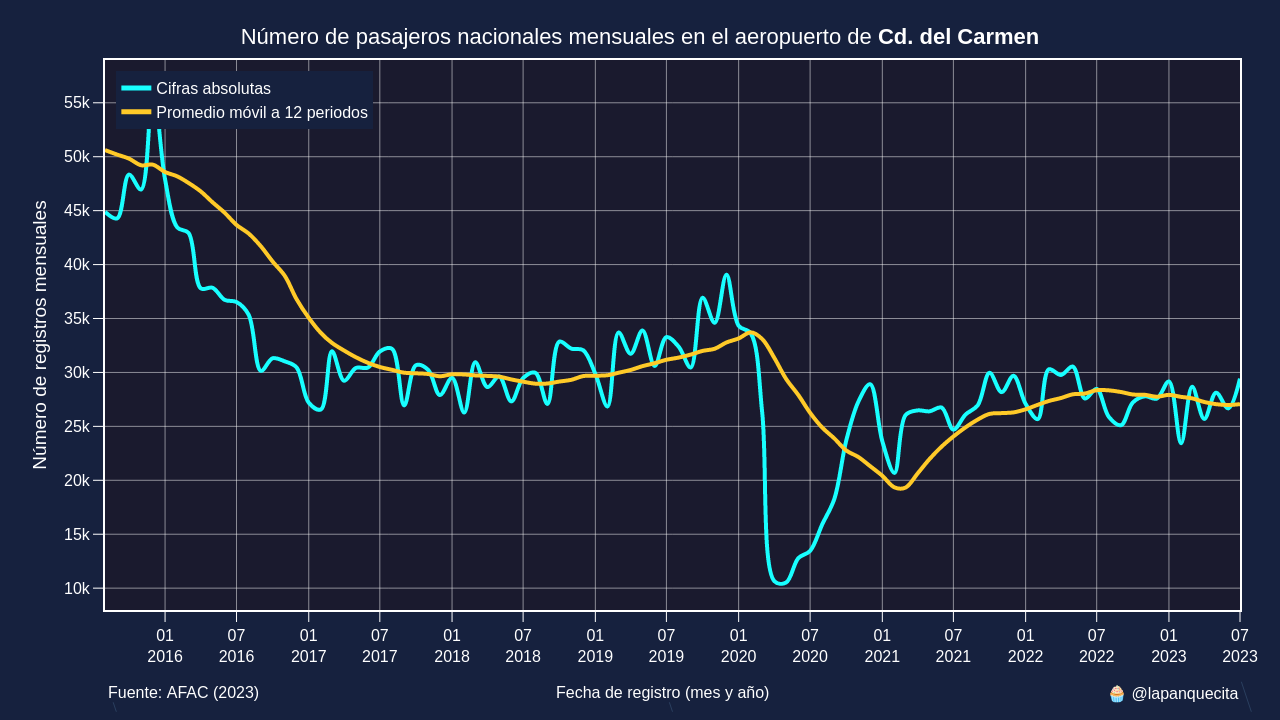 Número de pasajeros nacionales mensuales en el aeropuerto de Cd. del Carmen
Cifras absolutas
Promedio móvil a 12 periodos
Número de registros mensuales
55k
50k
45k
40k
35k
30k
25k
20k
15k
10k
01 07 01 07 01 07 01 07 01 07 01 07 01 07 01 07
2016 2016 2017 2017 2018 2018 2019 2019 2020 2020 2021 2021 2022 2022 2023 2023
Fuente: AFAC (2023) Fecha de registro (mes y año) 🧁 @lapanquecita